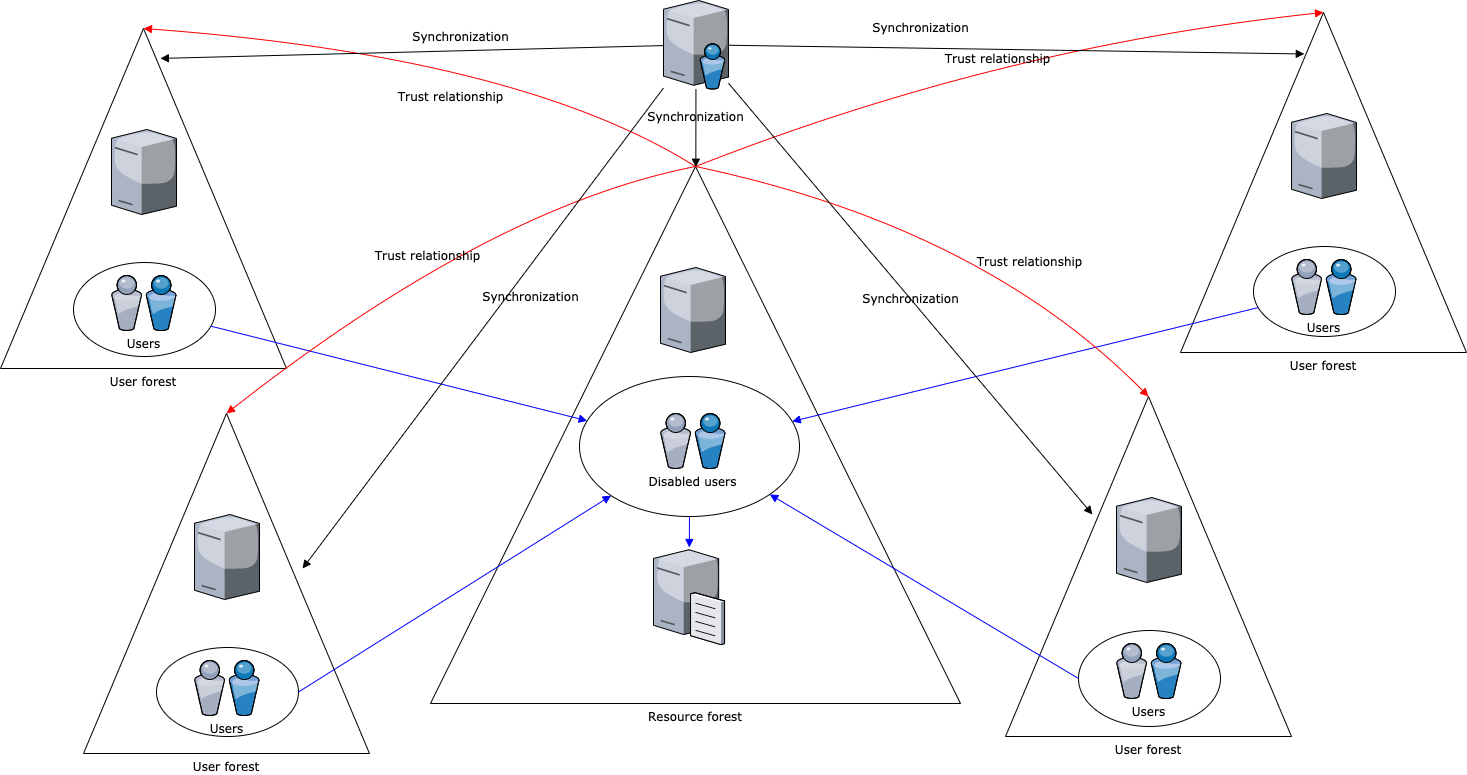 Synchronization
Synchronization
Trust relationship
Trust relationship
Synchronization
Trust relationship
Trust relationship
Synchronization
Synchronization
Users
Users
User forest
User forest
Disabled users
Users
Users
Resource forest
User forest
User forest